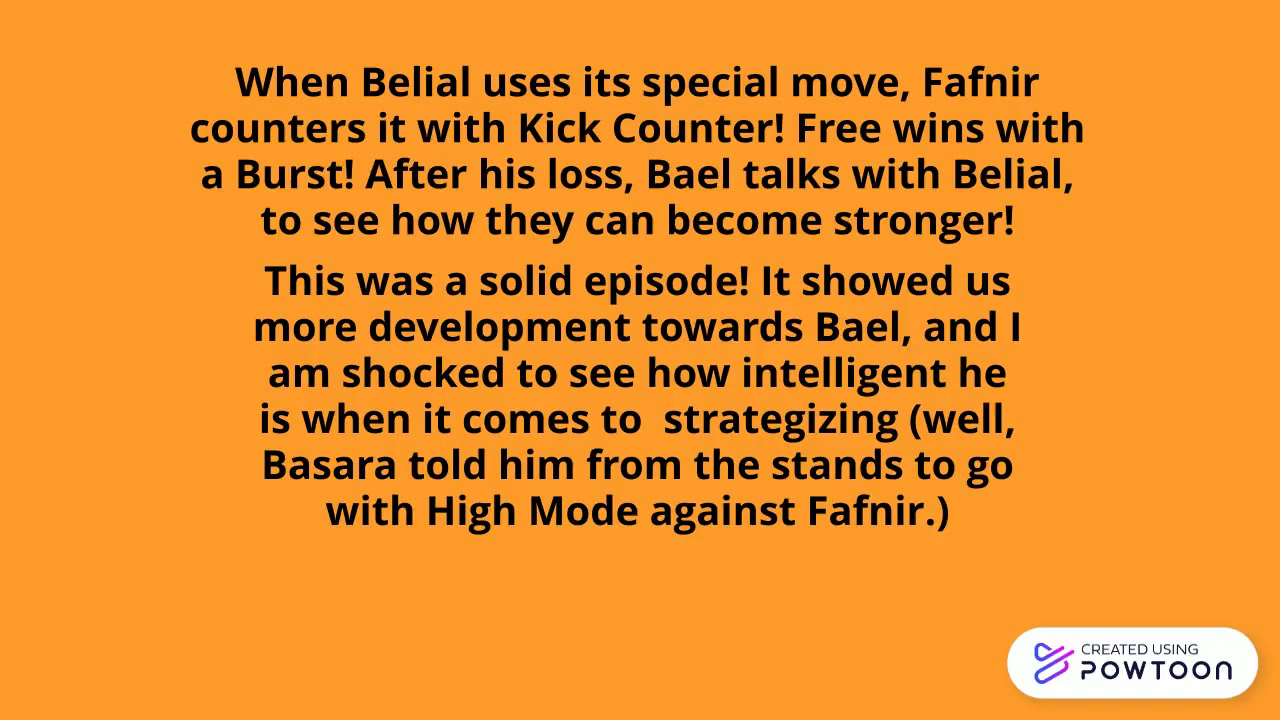 When Belial uses its special move, Fafnir
counters it with Kick Counter! Free wins with
a Burst! After his loss, Bael talks with Belial,
to see how they can become stronger!
This was a solid episode! It showed us
more development towards Bael, and I
am shocked to see how intelligent he
is when it comes to  strategizing (well,
Basara told him from the stands to go
with High Mode against Fafnir.)
CREATED USING
POWTOON